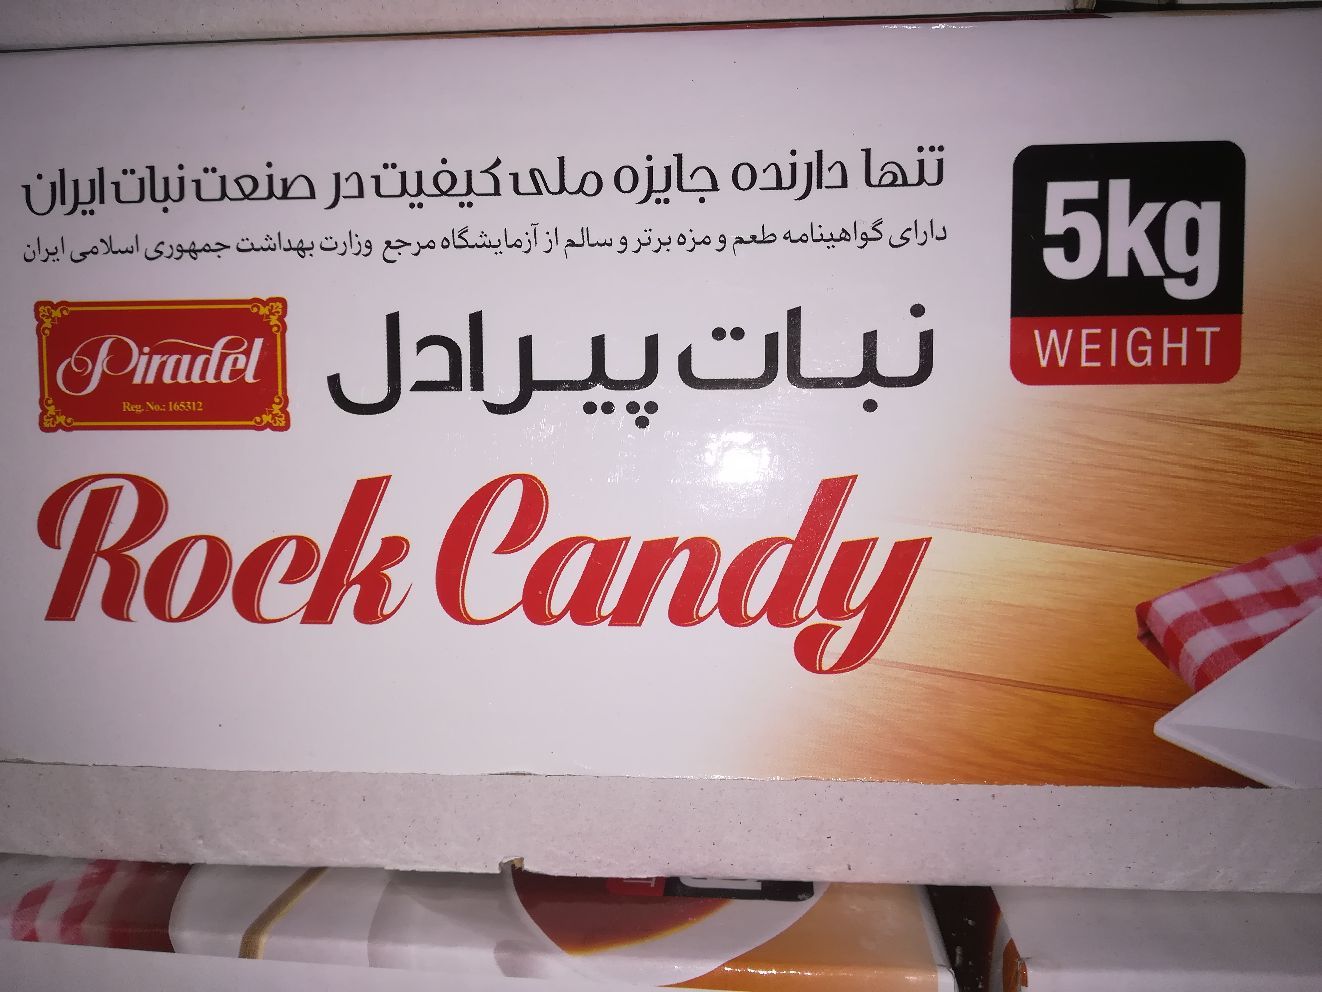 تنها دارنده جایزه ملی کیفیت در صنعت نبات ایران
دارای گواهینامه طعم و مزه برتر و سالم از آزمایشگاه مرجع وزارت بهداشت جمهوری اسلامی ایران
5kg
WEIGHT
نبات پیرادل
Piradel
Reg. No.: 165312
Rock Candy